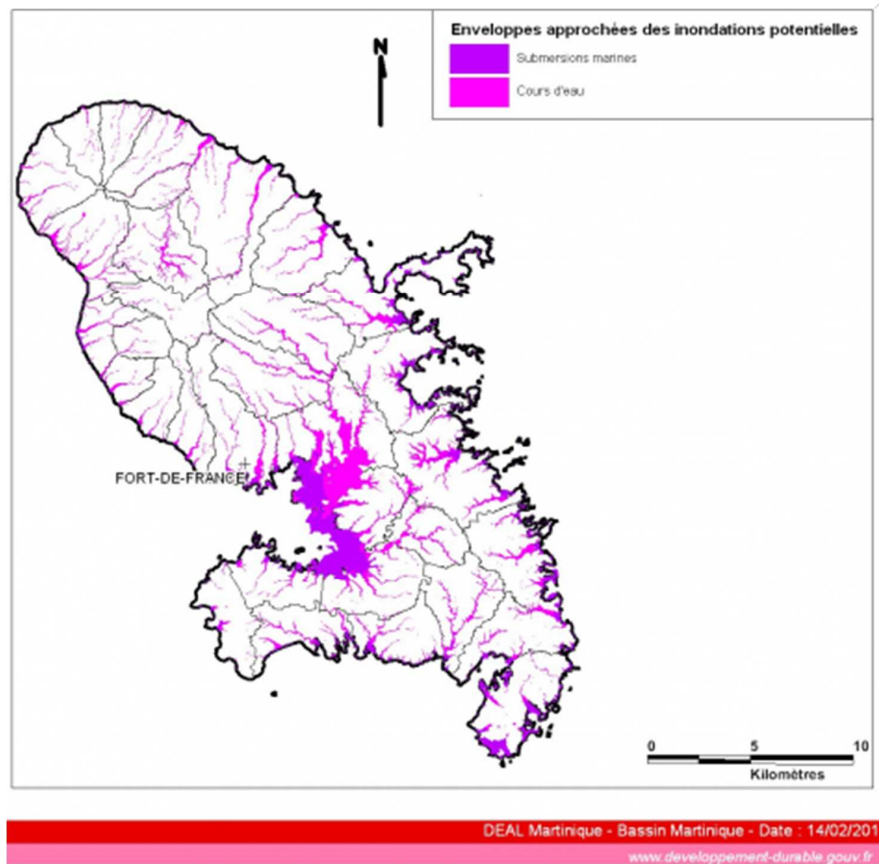 Enveloppes approchées des inondations potentielles
Submersions marines
Cours d'eau
N
FORT-DE-FRANCE
0 5 10
Kilomètres
DEAL Martinique - Bassin Martinique - Date : 14/02/201
www.developpement-durable.gouv.fr